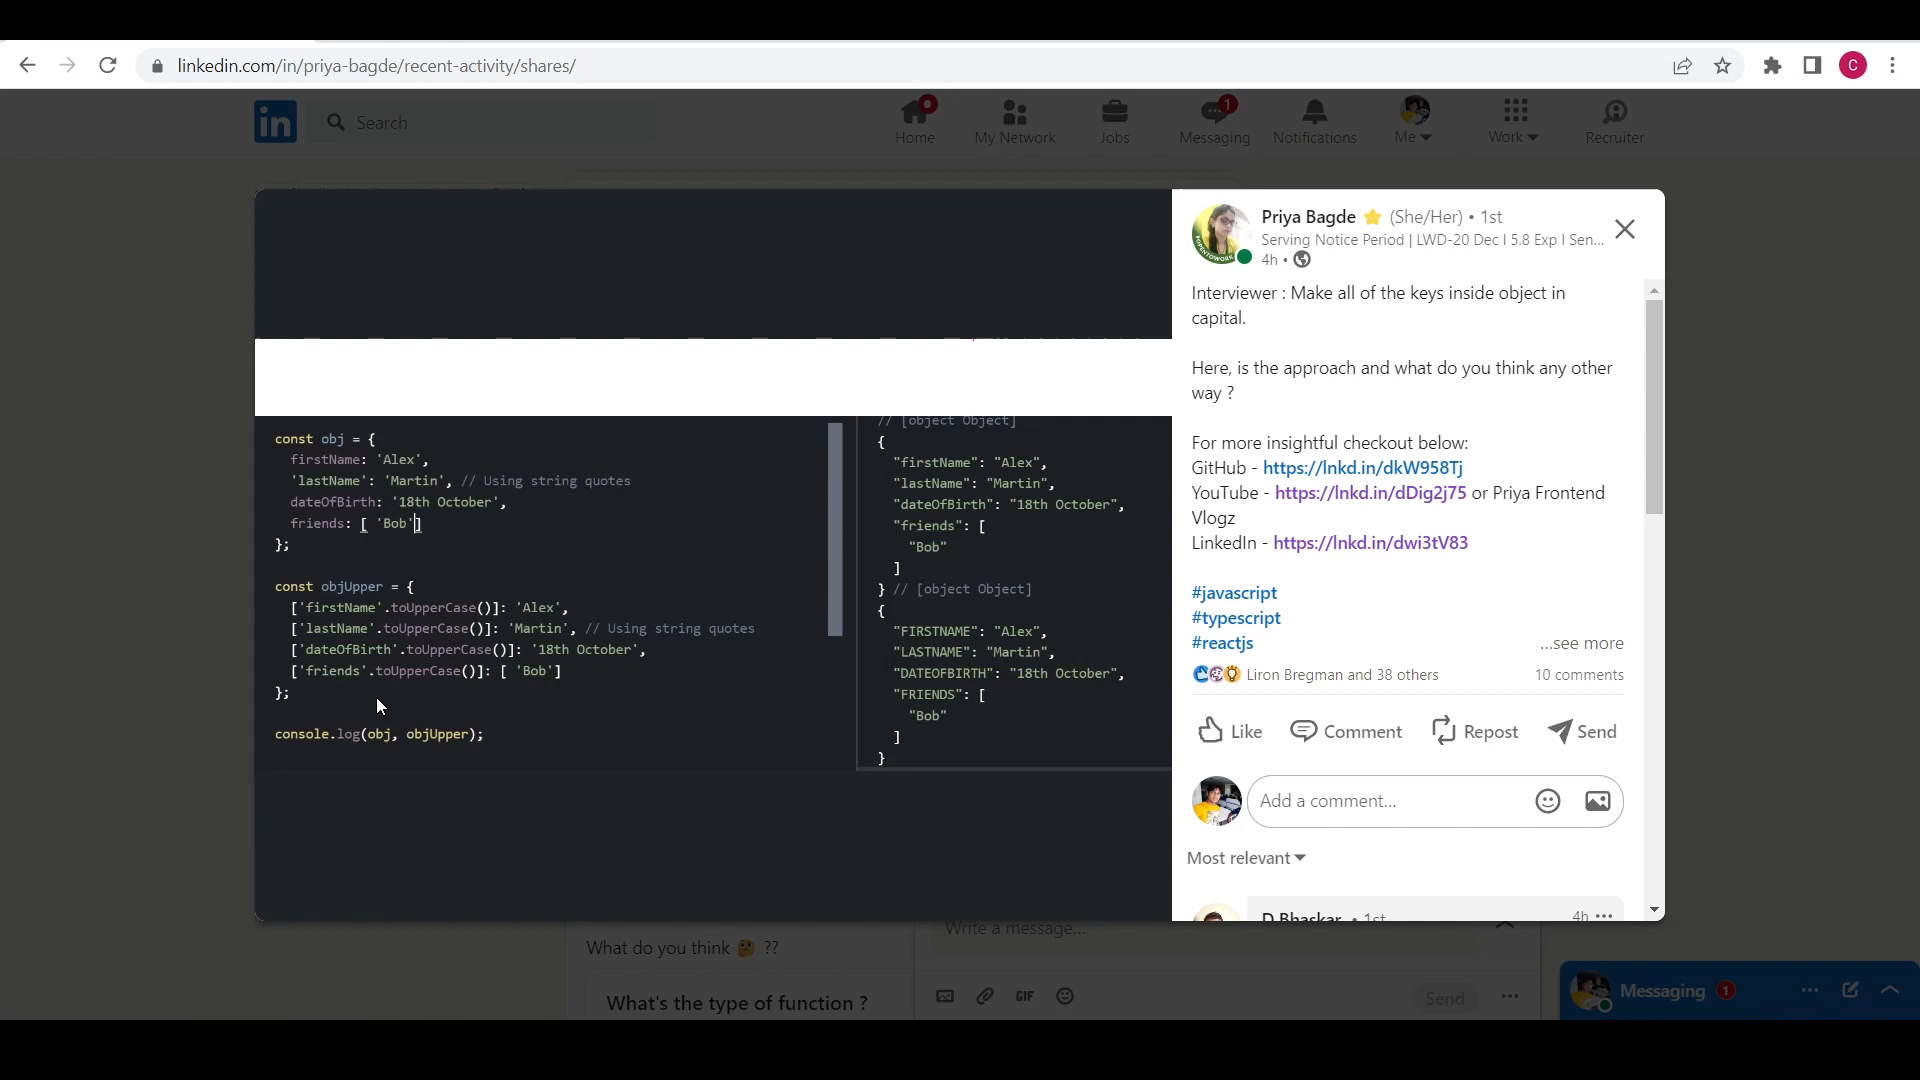 linkedin.com/in/priya-bagde/recent-activity/shares/
C
in
Search
Home
My Network
Jobs
1
Messaging
Notifications
Me
Work
Recruiter
const obj = {
firstName: 'Alex',
'lastName': 'Martin', // Using string quotes
dateOfBirth: '18th October',
friends: [ 'Bob']
};
const objUpper = {
['firstName'.toUpperCase()]: 'Alex',
['lastName'.toUpperCase()]: 'Martin', // Using string quotes
['dateOfBirth'.toUpperCase()]: '18th October',
['friends'.toUpperCase()]: [ 'Bob']
};
console.log(obj, objUpper);
// [object Object]
{
"firstName": "Alex",
"lastName": "Martin",
"dateOfBirth": "18th October",
"friends": [
"Bob"
]
} // [object Object]
{
"FIRSTNAME": "Alex",
"LASTNAME": "Martin",
"DATEOFBIRTH": "18th October",
"FRIENDS": [
"Bob"
]
}
#OPENTOWORK
Priya Bagde ⭐ (She/Her) • 1st
Serving Notice Period | LWD-20 Dec I 5.8 Exp I Sen...
4h •
Interviewer : Make all of the keys inside object in
capital.
Here, is the approach and what do you think any other
way ?
For more insightful checkout below:
GitHub - https://lnkd.in/dkW958Tj
YouTube - https://lnkd.in/dDig2j75 or Priya Frontend
Vlogz
LinkedIn - https://lnkd.in/dwi3tV83
#javascript
#typescript
#reactjs
...see more
Liron Bregman and 38 others
10 comments
Like
Comment
Repost
Send
Add a comment...
Most relevant
D Bhaskar • 1st
4h
What do you think 🤔 ??
What's the type of function ?
Write a message...
GIF
Send
Messaging 1